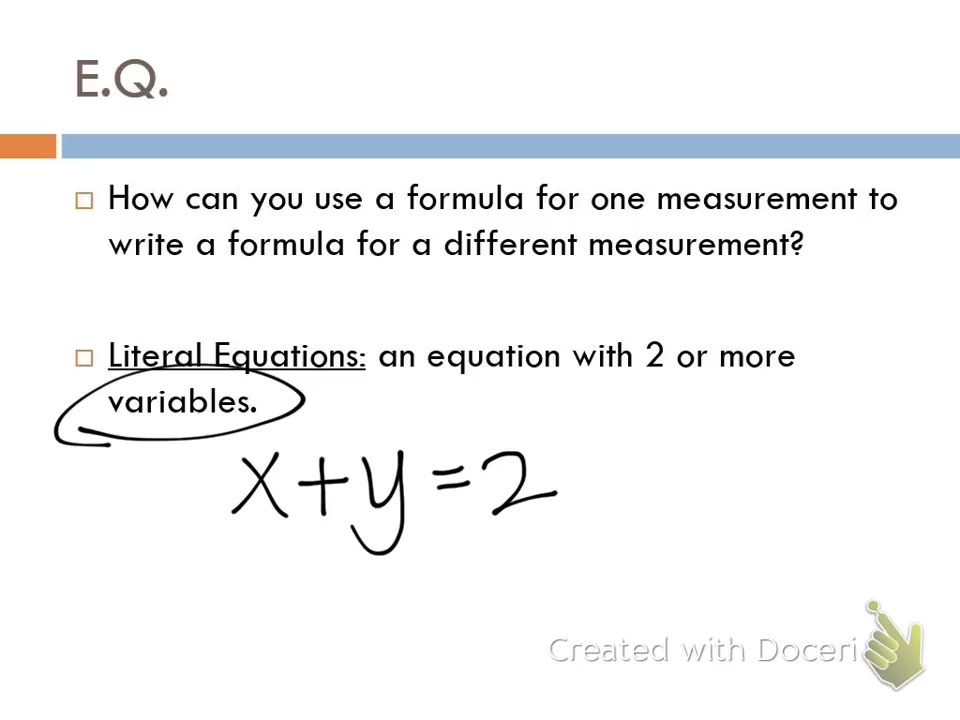 E.Q.
How can you use a formula for one measurement to
write a formula for a different measurement?
Literal Equations: an equation with 2 or more
variables.
x+y=2
Created with Doceri